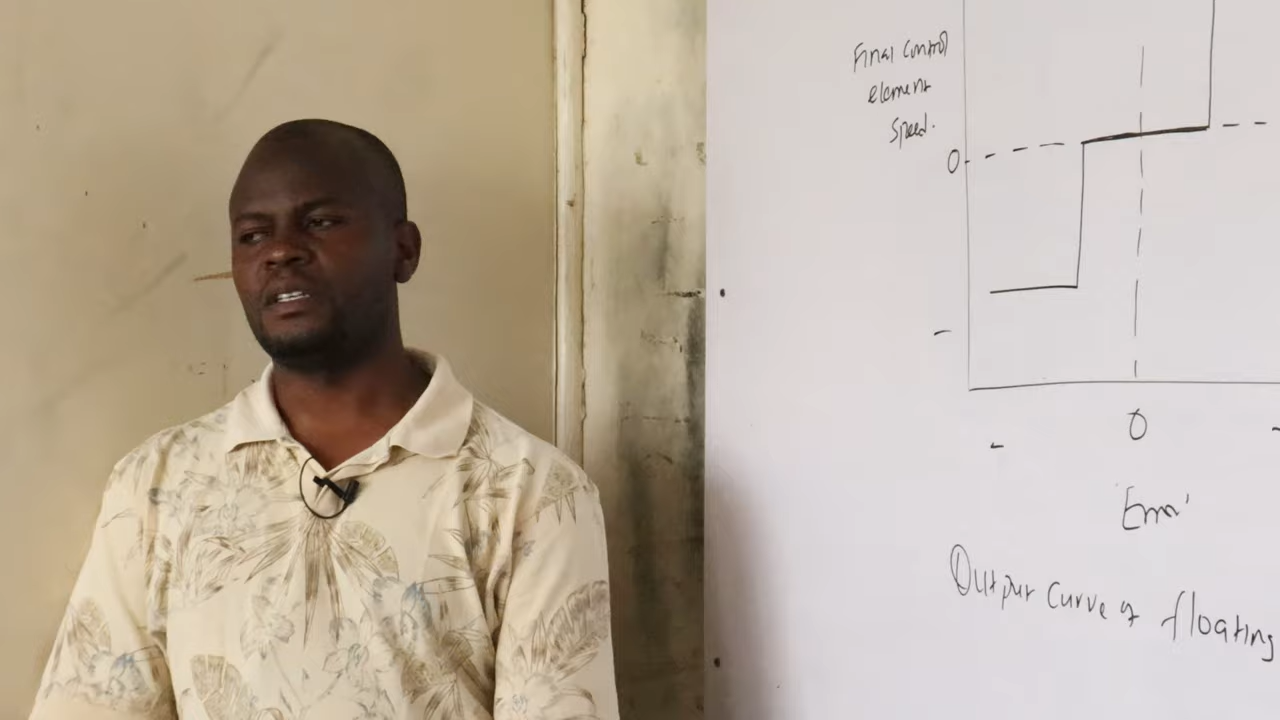 Final Control
element
Speed.
0
0
Error
Output Curve of floating